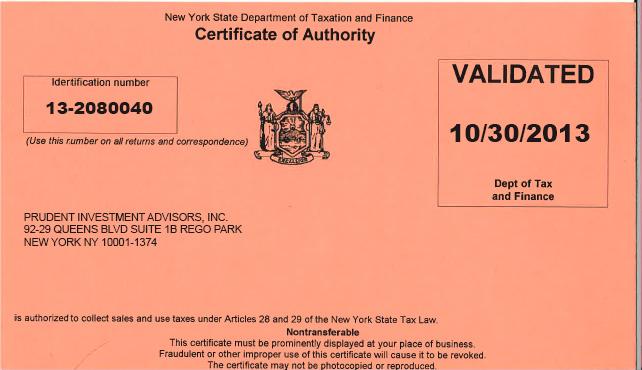 New York State Department of Taxation and Finance
Certificate of Authority
Identification number
13-2080040
(Use this number on all returns and correspondence)
VALIDATED
10/30/2013
Dept of Tax
and Finance
EXCELSIOR
PRUDENT INVESTMENT ADVISORS, INC.
92-29 QUEENS BLVD SUITE 1B REGO PARK
NEW YORK NY 10001-1374
is authorized to collect sales and use taxes under Articles 28 and 29 of the New York State Tax Law.
Nontransferable
This certificate must be prominently displayed at your place of business.
Fraudulent or other improper use of this certificate will cause it to be revoked.
The certificate may not be photocopied or reproduced.